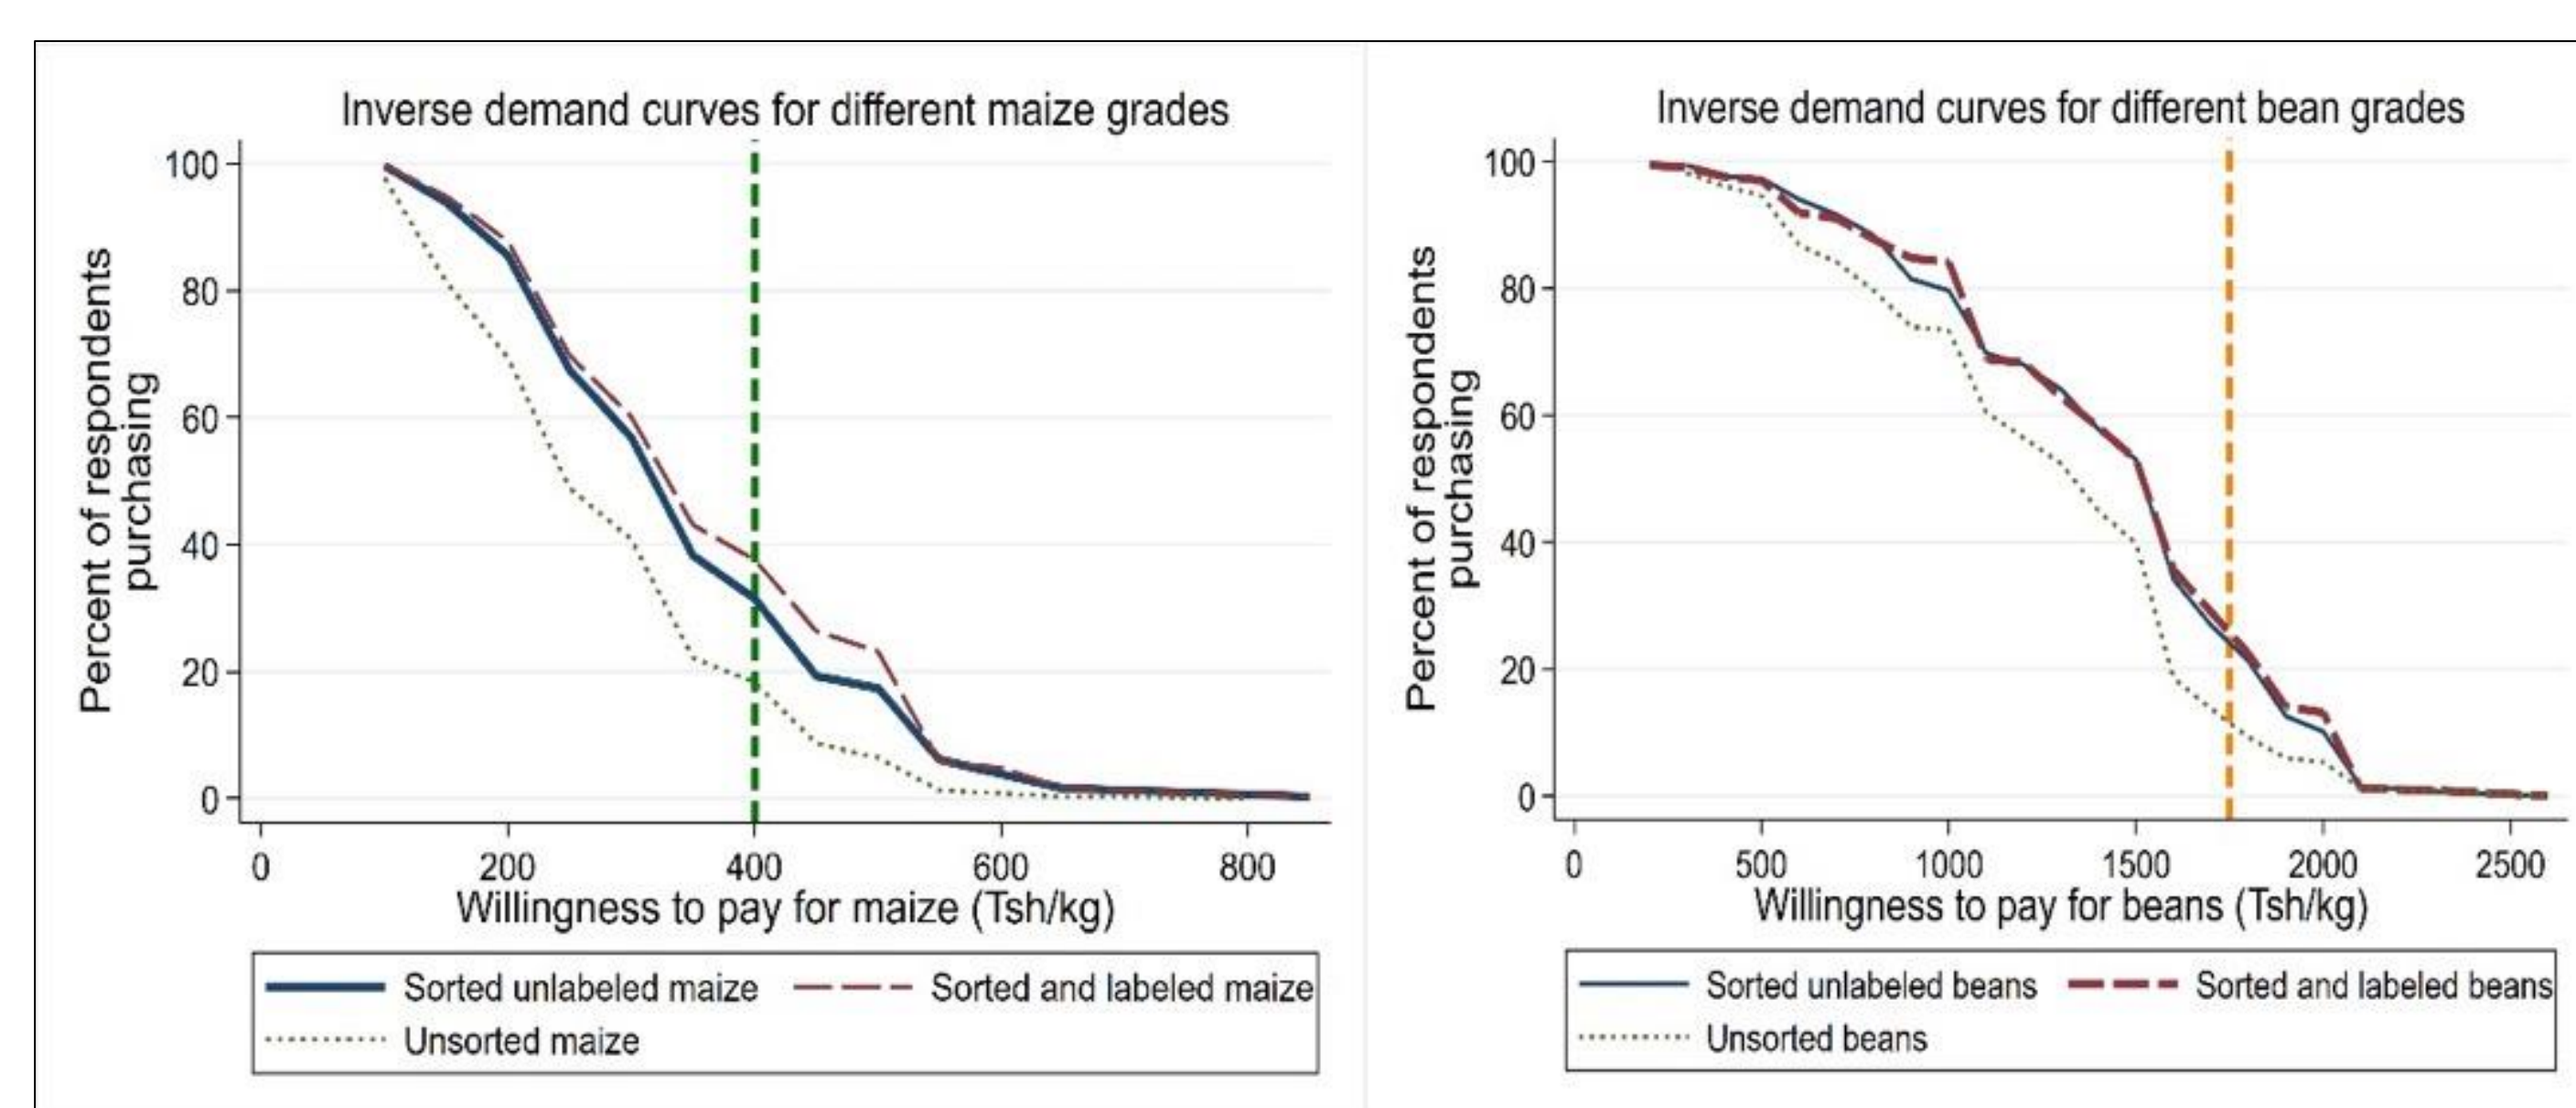 Inverse demand curves for different maize grades
Percent of respondents
purchasing
100
80
60
40
20
0
0 200 400 600 800
Willingness to pay for maize (Tsh/kg)
Sorted unlabeled maize Sorted and labeled maize
Unsorted maize
Inverse demand curves for different bean grades
Percent of respondents
purchasing
100
80
60
40
20
0
0 500 1000 1500 2000 2500
Willingness to pay for beans (Tsh/kg)
Sorted unlabeled beans Sorted and labeled beans
Unsorted beans